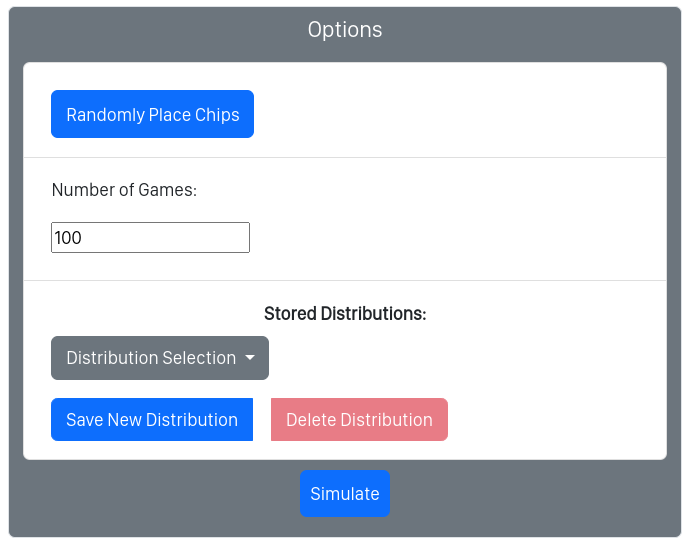 Options
Randomly Place Chips
Number of Games:
100
Stored Distributions:
Distribution Selection
Save New Distribution Delete Distribution
Simulate